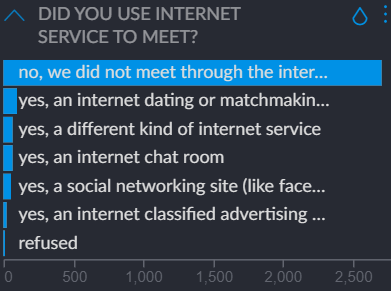 DID YOU USE INTERNET
SERVICE TO MEET?
no, we did not meet through the inter...
yes, an internet dating or matchmakin...
yes, a different kind of internet service
yes, an internet chat room
yes, a social networking site (like face...
yes, an internet classified advertising ...
refused
0 500 1,000 1,500 2,000 2,500